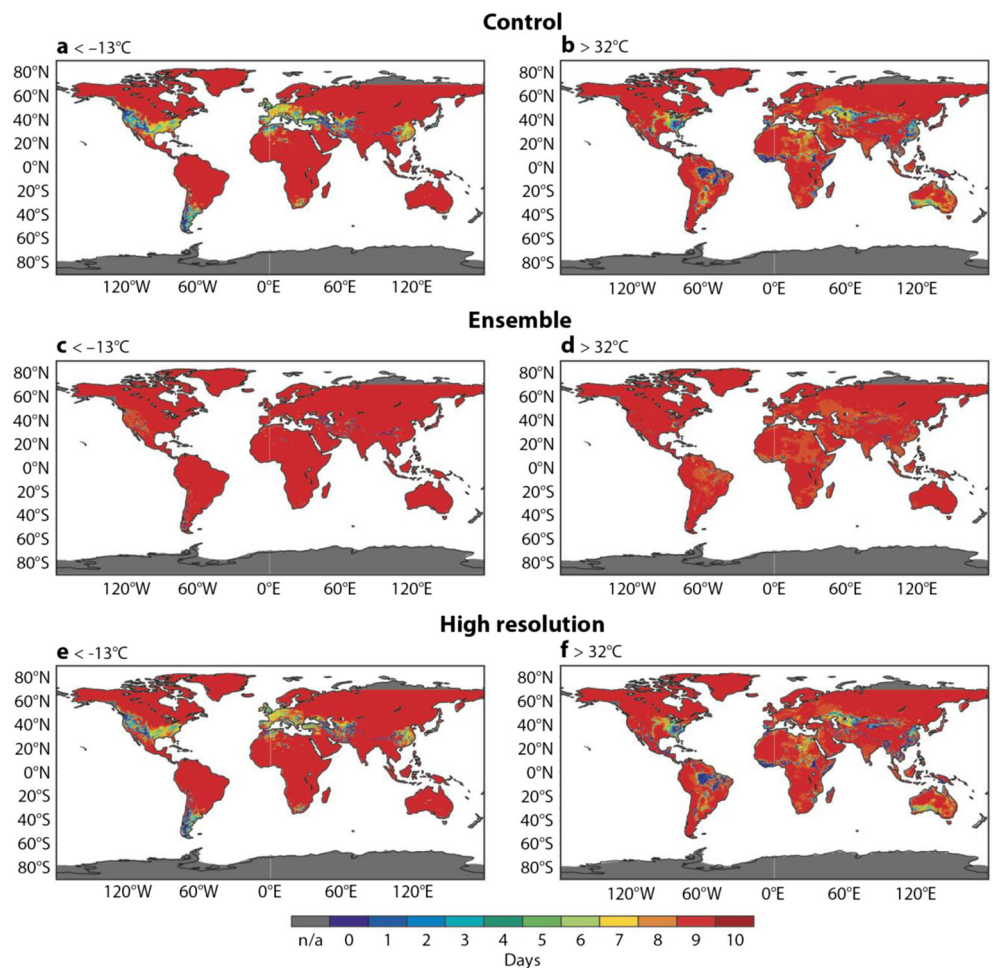 Control
a < –13°C
b > 32°C
80°N
60°N
40°N
20°N
0°N
20°S
40°S
60°S
80°S
120°W 60°W 0°E 60°E 120°E
80°N
60°N
40°N
20°N
0°N
20°S
40°S
60°S
80°S
120°W 60°W 0°E 60°E 120°E
Ensemble
c < –13°C
d > 32°C
80°N
60°N
40°N
20°N
0°N
20°S
40°S
60°S
80°S
120°W 60°W 0°E 60°E 120°E
80°N
60°N
40°N
20°N
0°N
20°S
40°S
60°S
80°S
120°W 60°W 0°E 60°E 120°E
High resolution
e < -13°C
f > 32°C
80°N
60°N
40°N
20°N
0°N
20°S
40°S
60°S
80°S
120°W 60°W 0°E 60°E 120°E
80°N
60°N
40°N
20°N
0°N
20°S
40°S
60°S
80°S
120°W 60°W 0°E 60°E 120°E
n/a 0 1 2 3 4 5 6 7 8 9 10
Days